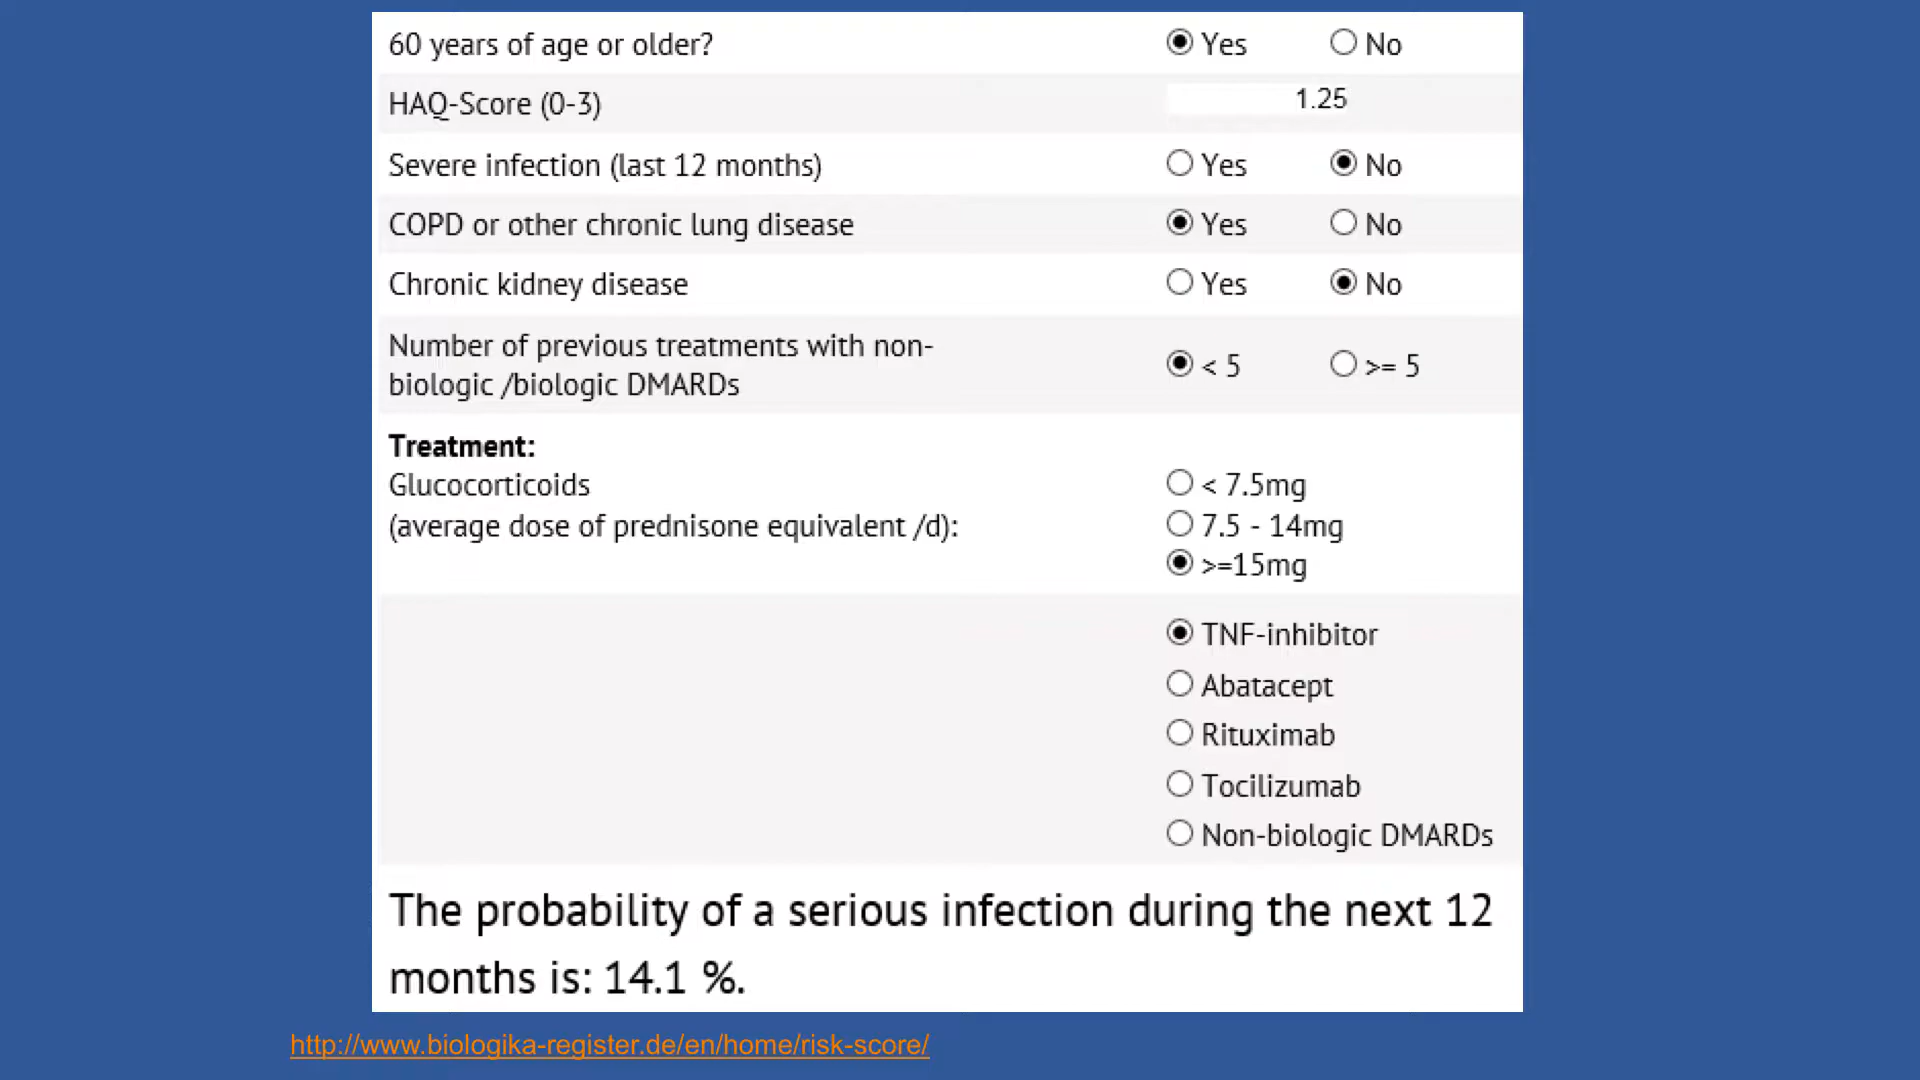 60 years of age or older? Yes No
HAQ-Score (0-3) 1.25
Severe infection (last 12 months) Yes No
COPD or other chronic lung disease Yes No
Chronic kidney disease Yes No
Number of previous treatments with non-
biologic /biologic DMARDs < 5 >= 5
Treatment:
Glucocorticoids < 7.5mg
(average dose of prednisone equivalent /d): 7.5 - 14mg
>=15mg
TNF-inhibitor
Abatacept
Rituximab
Tocilizumab
Non-biologic DMARDs
The probability of a serious infection during the next 12
months is: 14.1 %.
http://www.biologika-register.de/en/home/risk-score/